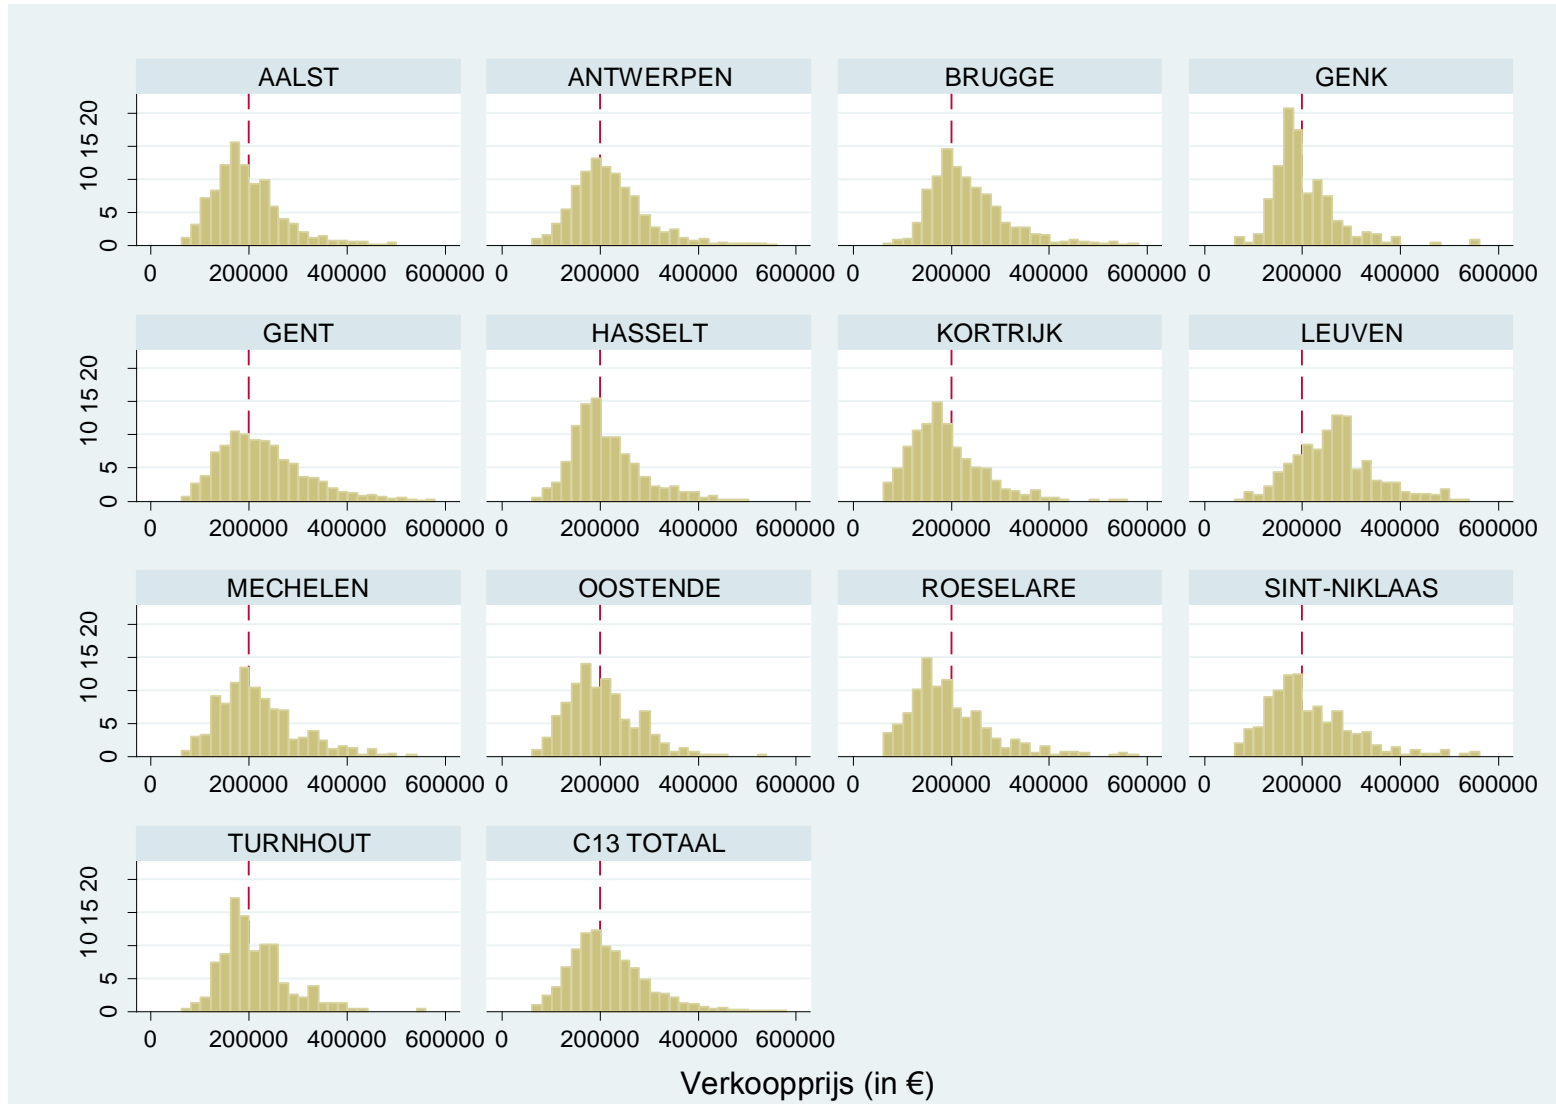 AALST ANTWERPEN BRUGGE GENK
0 5 10 15 20
0 200000 400000 600000 0 200000 400000 600000 0 200000 400000 600000 0 200000 400000 600000
GENT HASSELT KORTRIJK LEUVEN
0 5 10 15 20
0 200000 400000 600000 0 200000 400000 600000 0 200000 400000 600000 0 200000 400000 600000
MECHELEN OOSTENDE ROESELARE SINT-NIKLAAS
0 5 10 15 20
0 200000 400000 600000 0 200000 400000 600000 0 200000 400000 600000 0 200000 400000 600000
TURNHOUT C13 TOTAAL
0 5 10 15 20
0 200000 400000 600000 0 200000 400000 600000
Verkoopprijs (in €)